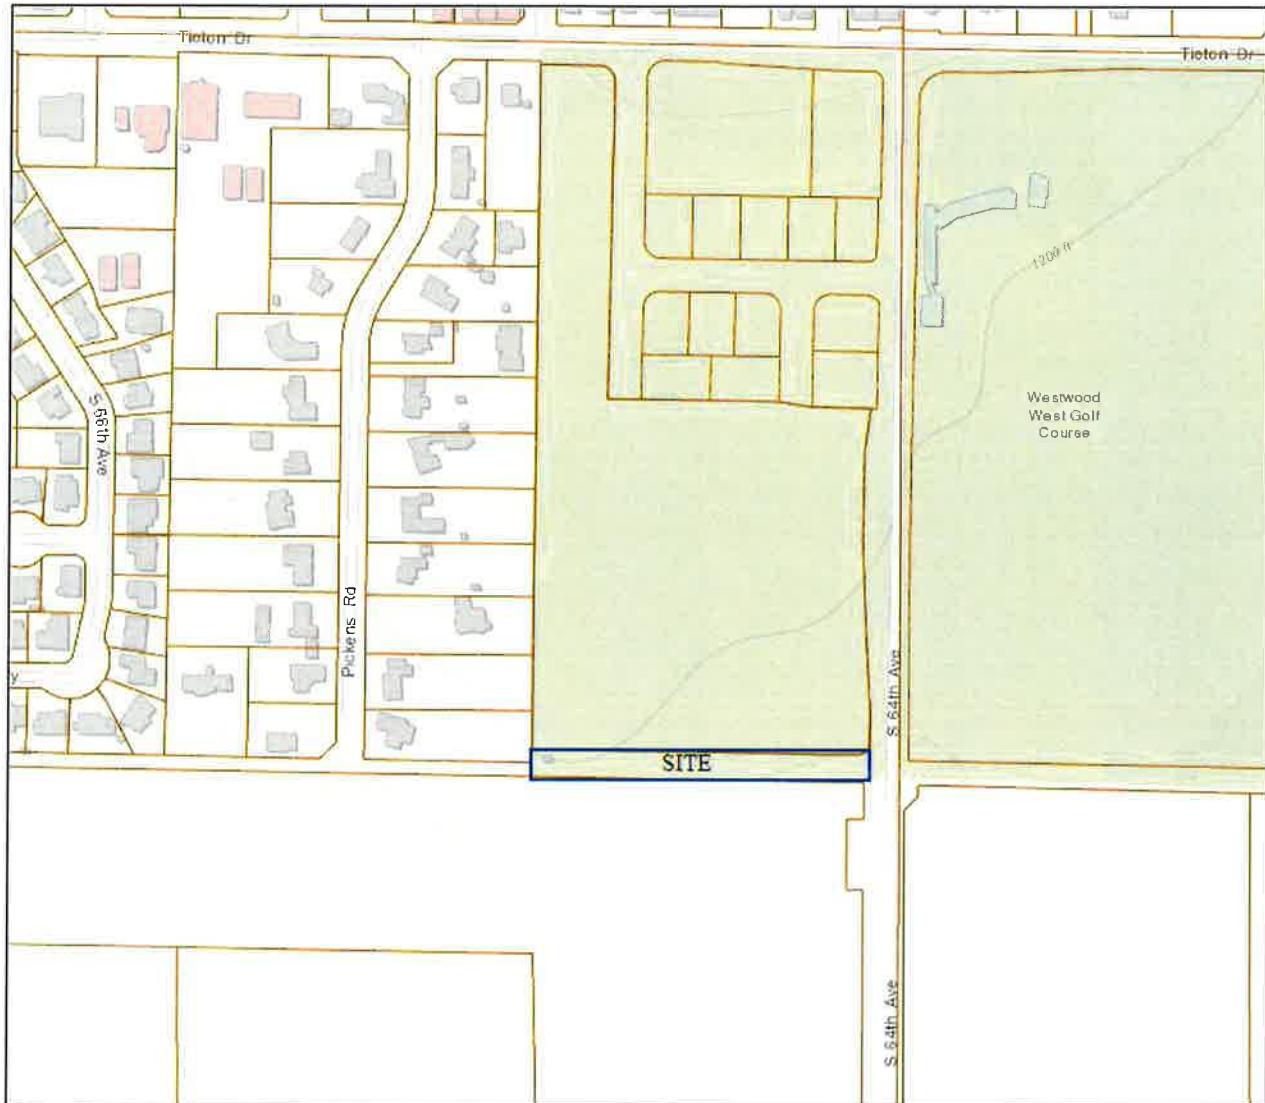 Tieton Dr
Tieton Dr
1200 ft
Westwood
West Golf
Course
S 66th Ave
Pickens Rd
y
S 64th Ave
SITE
S 64th Ave